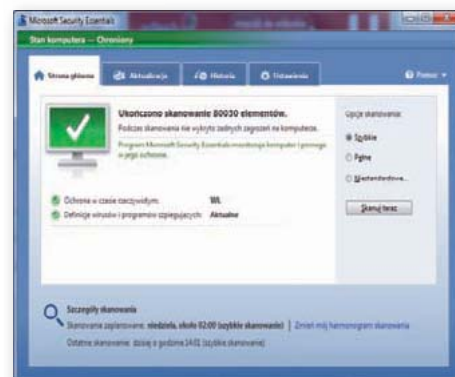 Microsoft Security Essentials
Stan komputera — Chroniony
Strona główna
Aktualizacja
Historia
Ustawienia
Pomoc
Ukończono skanowanie 80030 elementów.
Podczas skanowania nie wykryto żadnych zagrożeń na komputerze.
Program Microsoft Security Essentials monitoruje komputer i pomaga
w jego ochronie.
Ochrona w czasie rzeczywistym: Wł.
Definicje wirusów i programów szpiegujących: Aktualne
Opcje skanowania:
Szybkie
Pełne
Niestandardowe...
Skanuj teraz
Szczegóły skanowania
Skanowanie zaplanowane: niedziela, około 02:00 (szybkie skanowanie) | Zmień mój harmonogram skanowania
Ostatnie skanowanie: dzisiaj o godzinie 14:01 (szybkie skanowanie)